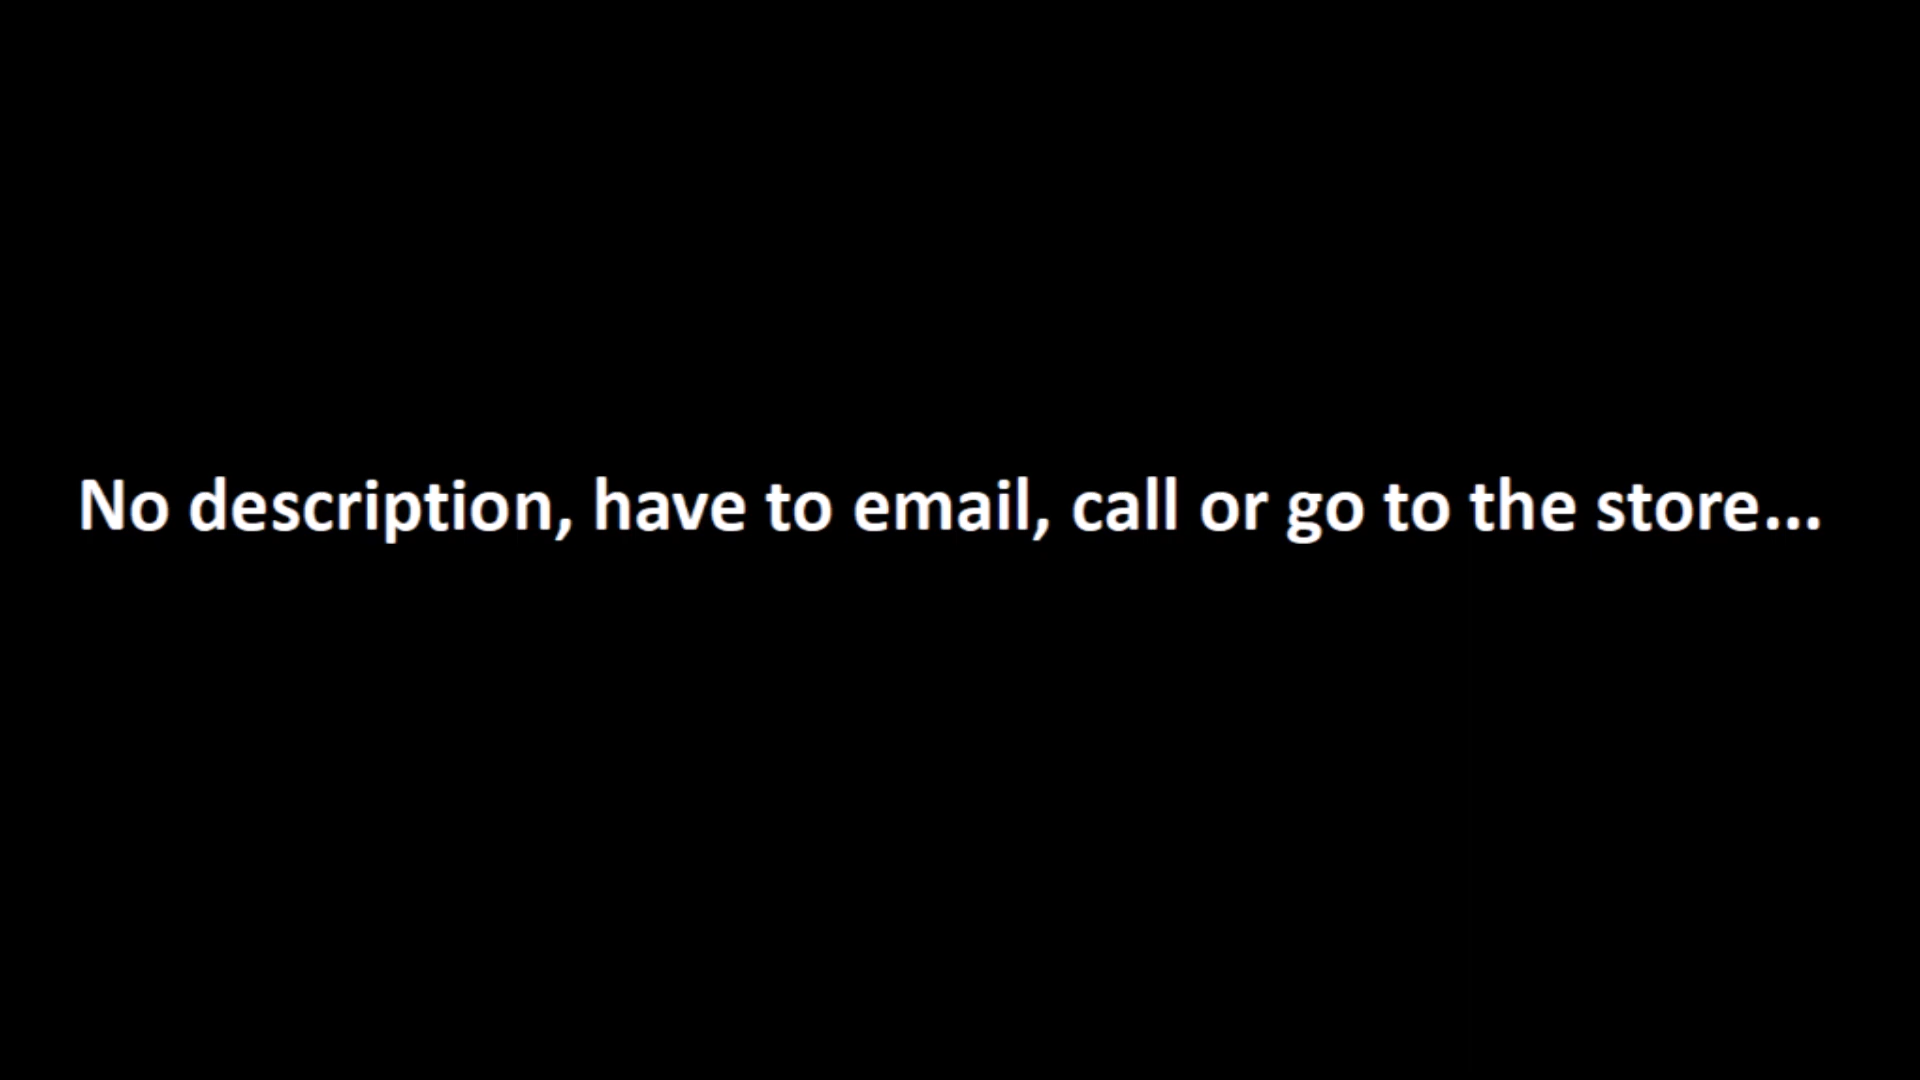 No description, have to email, call or go to the store...